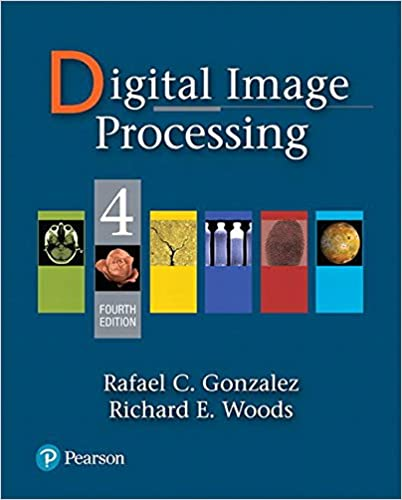 Digital Image
Processing
4
FOURTH
EDITION
Rafael C. Gonzalez
Richard E. Woods
P Pearson